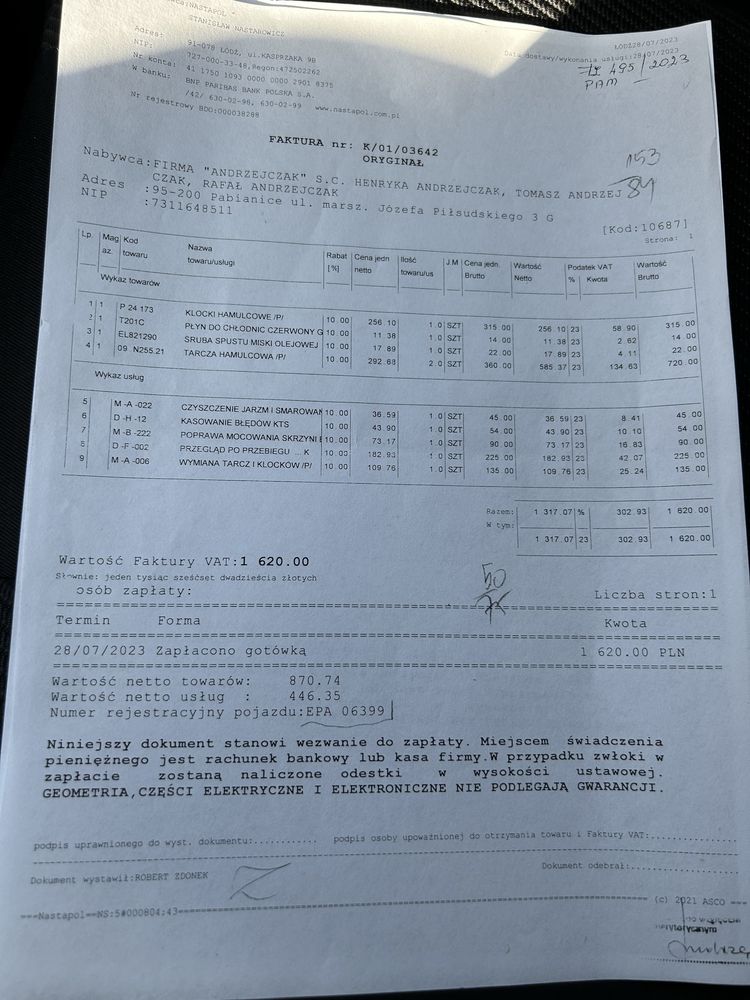 NASTAPOL -
STANISŁAW NASTAROWICZ
Adres: 91-078 ŁÓDŹ, ul.KASPRZAKA 9B
NIP: 727-000-33-48,Regon:472502262
Nr konta: 41 1750 1093 0000 0000 2901 8375
W banku: BNP PARIBAS BANK POLSKA S.A.
/42/ 630-02-98, 630-02-99 www.nastapol.com.pl
Nr rejestrowy BDO:000038288
ŁÓDŹ28/07/2023
Data dostawy/wykonania usługi:28/07/2023
495/2023
PAM
FAKTURA nr: K/01/03642
ORYGINAŁ
153
84
Nabywca:FIRMA "ANDRZEJCZAK" S.C. HENRYKA ANDRZEJCZAK, TOMASZ ANDRZEJ
CZAK, RAFAŁ ANDRZEJCZAK
Adres :95-200 Pabianice ul. marsz. Józefa Piłsudskiego 3 G
NIP :7311648511
[Kod:10687]
Strona: 1
Lp. Mag az. Kod towaru Nazwa towaru/usługi Rabat [%] Cena jedn netto Ilość towaru/us J.M Cena jedn. Brutto Wartość Netto Podatek VAT % Kwota Wartość Brutto
Wykaz towarów
1 1 P 24 173 KLOCKI HAMULCOWE /P/ 10.00 256.10 1.0 SZT 315.00 256.10 23 58.90 315.00
2 1 T201C PŁYN DO CHŁODNIC CZERWONY G 10.00 11.38 1.0 SZT 14.00 11.38 23 2.62 14.00
3 1 EL821290 SRUBA SPUSTU MISKI OLEJOWEJ 10.00 17.89 1.0 SZT 22.00 17.89 23 4.11 22.00
4 1 09 N255.21 TARCZA HAMULCOWA /P/ 10.00 292.68 2.0 SZT 360.00 585.37 23 134.63 720.00
Wykaz usług
5 M-A-022 CZYSZCZENIE JARZM I SMAROWAN 10.00 36.59 1.0 SZT 45.00 36.59 23 8.41 45.00
6 D-H-12 KASOWANIE BŁĘDÓW KTS 10.00 43.90 1.0 SZT 54.00 43.90 23 10.10 54.00
7 M-B-222 POPRAWA MOCOWANIA SKRZYNI 10.00 73.17 1.0 SZT 90.00 73.17 23 16.83 90.00
8 D-F-002 PRZEGLĄD PO PRZEBIEGU ...K 10.00 182.93 1.0 SZT 225.00 182.93 23 42.07 225.00
9 M-A-006 WYMIANA TARCZ I KLOCKÓW /P/ 10.00 109.76 1.0 SZT 135.00 109.76 23 25.24 135.00
Razem: 1 317.07 % 302.93 1 620.00
W tym:
1 317.07 23 302.93 1 620.00
Wartość Faktury VAT:1 620.00
Słownie: jeden tysiąc sześćset dwadzieścia złotych
osób zapłaty:
50
Liczba stron:1
Termin Forma Kwota
28/07/2023 Zapłacono gotówką 1 620.00 PLN
Wartość netto towarów: 870.74
Wartość netto usług : 446.35
Numer rejestracyjny pojazdu:EPA 06399
Niniejszy dokument stanowi wezwanie do zapłaty. Miejscem świadczenia
pieniężnego jest rachunek bankowy lub kasa firmy.W przypadku zwłoki w
zapłacie zostaną naliczone odestki w wysokości ustawowej.
GEOMETRIA,CZĘŚCI ELEKTRYCZNE I ELEKTRONICZNE NIE PODLEGAJĄ GWARANCJI.
podpis uprawnionego do wyst. dokumentu:............ podpis osoby upoważnionej do otrzymania towaru i Faktury VAT:..............
Dokument wystawił:ROBERT ZDONEK
Dokument odebrał:..................
(c) 2021 ASCO
===Nastapol==NS:5#000804:43